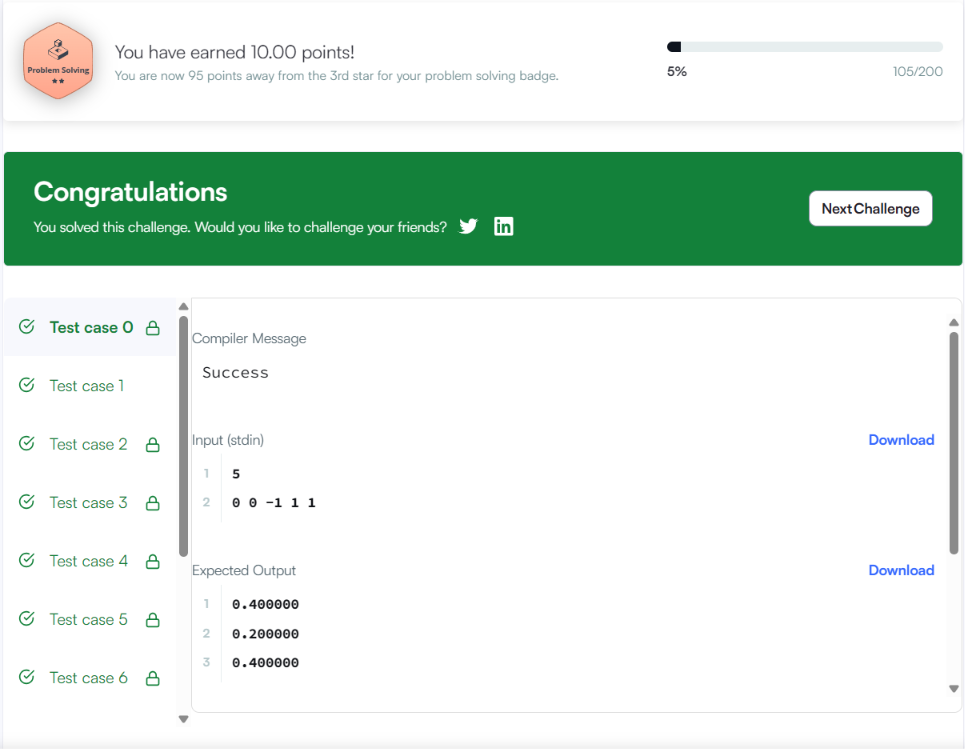 Problem Solving
You have earned 10.00 points!
You are now 95 points away from the 3rd star for your problem solving badge.
5%
105/200
Congratulations
You solved this challenge. Would you like to challenge your friends?
Next Challenge
Test case 0
Test case 1
Test case 2
Test case 3
Test case 4
Test case 5
Test case 6
Compiler Message
Success
Input (stdin)
Download
1 5
2 0 0 -1 1 1
Expected Output
Download
1 0.400000
2 0.200000
3 0.400000